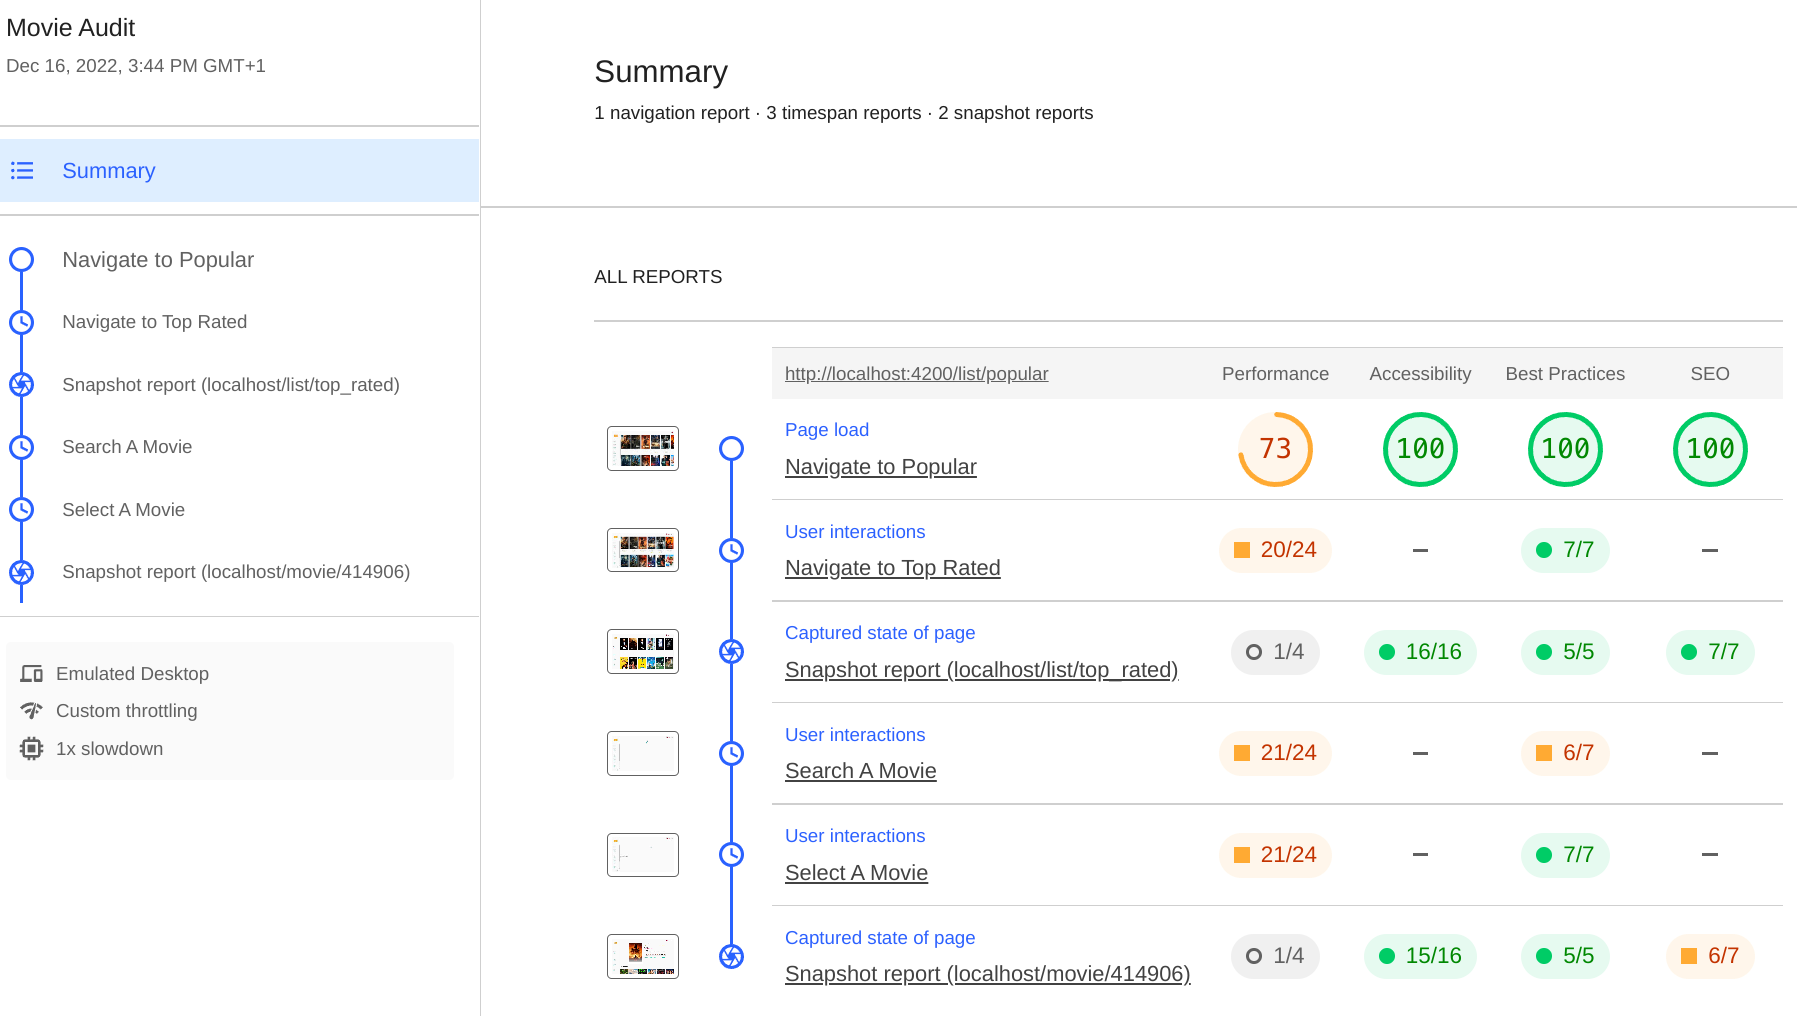 Movie Audit
Dec 16, 2022, 3:44 PM GMT+1
Summary
Navigate to Popular
Navigate to Top Rated
Snapshot report (localhost/list/top_rated)
Search A Movie
Select A Movie
Snapshot report (localhost/movie/414906)
Emulated Desktop
Custom throttling
1x slowdown
Summary
1 navigation report · 3 timespan reports · 2 snapshot reports
ALL REPORTS
http://localhost:4200/list/popular Performance Accessibility Best Practices SEO
Page load
Navigate to Popular 73 100 100 100
User interactions
Navigate to Top Rated 20/24 – 7/7 –
Captured state of page
Snapshot report (localhost/list/top_rated) 1/4 16/16 5/5 7/7
User interactions
Search A Movie 21/24 – 6/7 –
User interactions
Select A Movie 21/24 – 7/7 –
Captured state of page
Snapshot report (localhost/movie/414906) 1/4 15/16 5/5 6/7